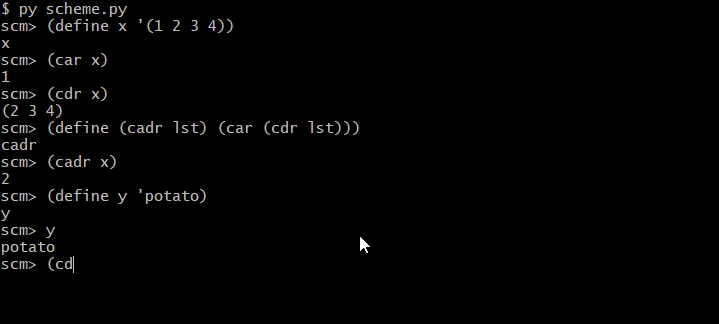 $ py scheme.py
scm> (define x '(1 2 3 4))
x
scm> (car x)
1
scm> (cdr x)
(2 3 4)
scm> (define (cadr lst) (car (cdr lst)))
cadr
scm> (cadr x)
2
scm> (define y 'potato)
y
scm> y
potato
scm> (cd